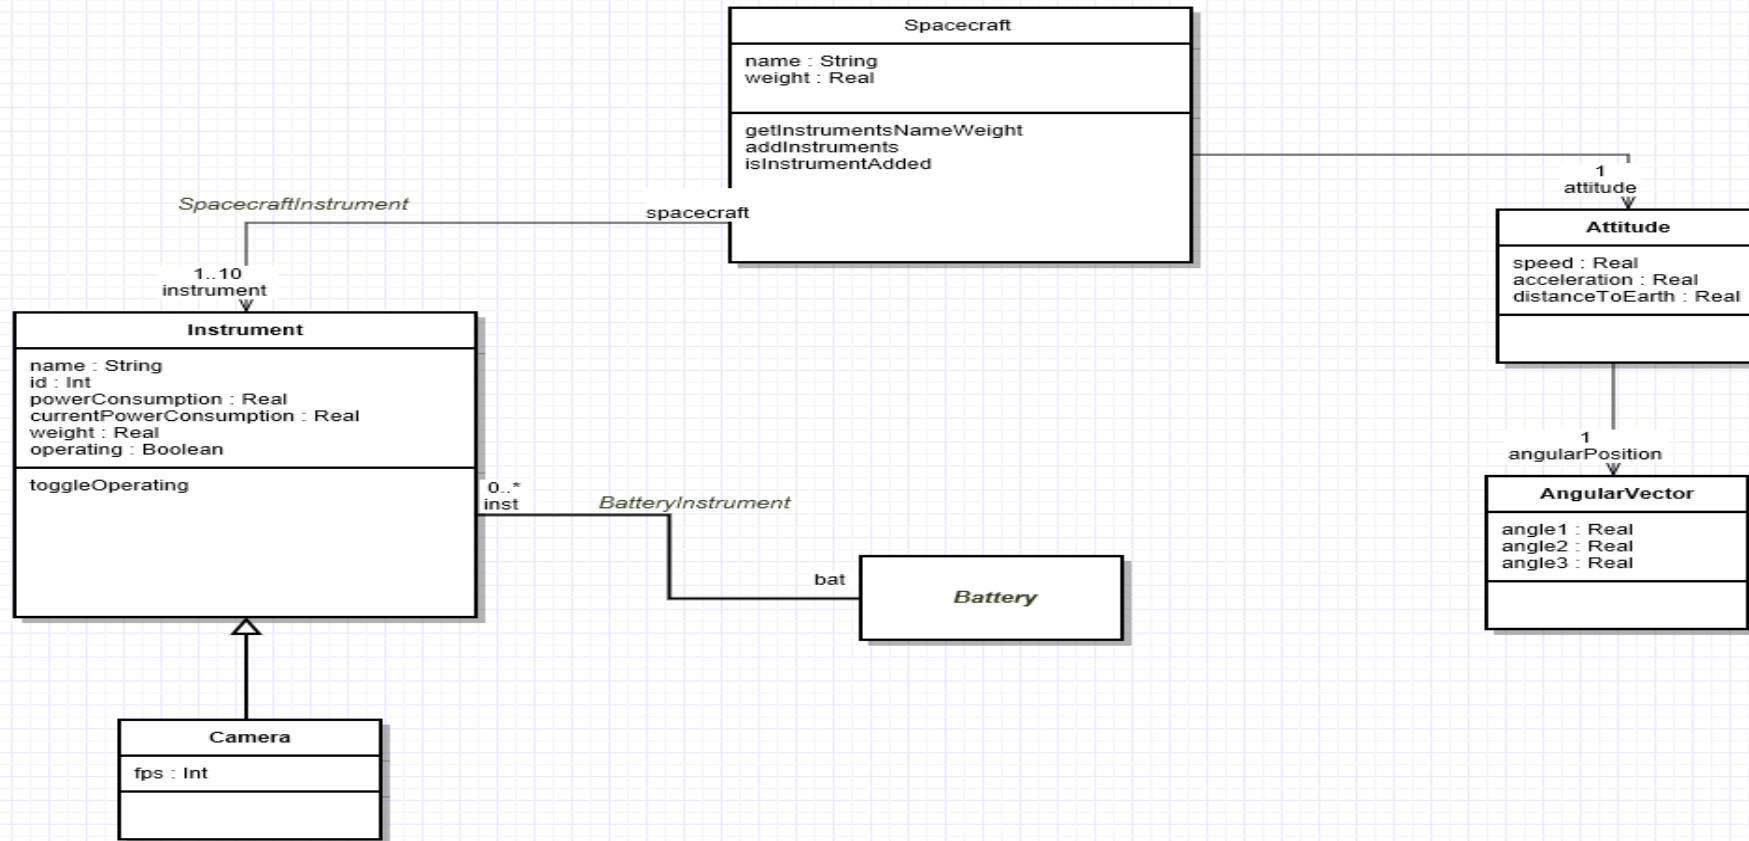 Spacecraft
name : String
weight : Real
getInstrumentsNameWeight
addInstruments
isInstrumentAdded
SpacecraftInstrument
spacecraft
1..10
instrument
1
attitude
Attitude
speed : Real
acceleration : Real
distanceToEarth : Real
Instrument
name : String
id : Int
powerConsumption : Real
currentPowerConsumption : Real
weight : Real
operating : Boolean
toggleOperating
0..*
inst
BatteryInstrument
bat
Battery
1
angularPosition
AngularVector
angle1 : Real
angle2 : Real
angle3 : Real
Camera
fps : Int